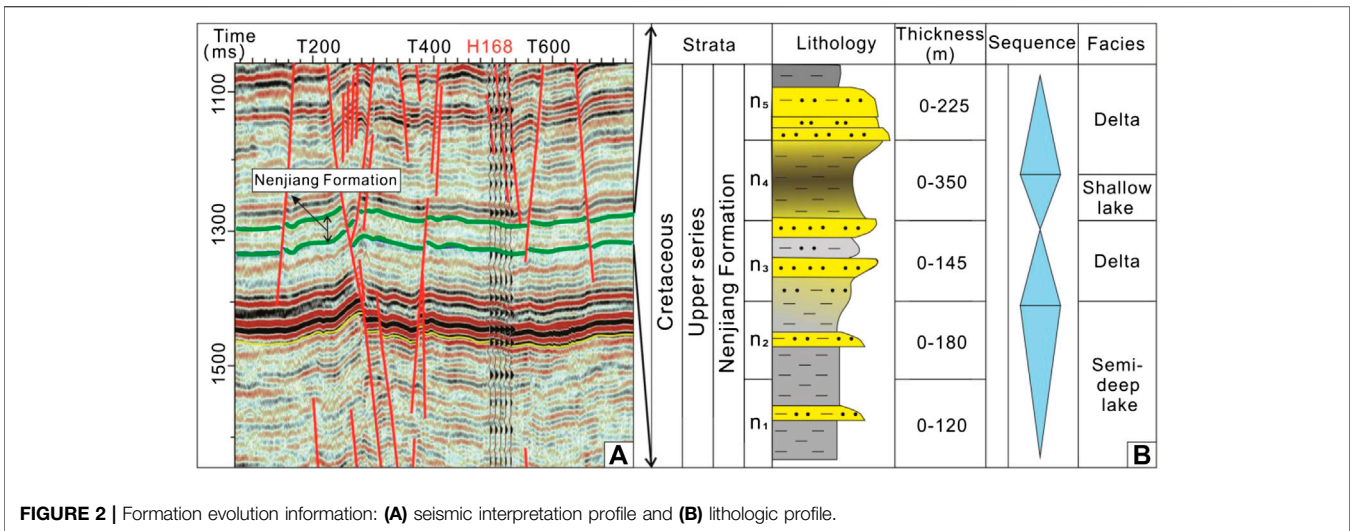 Time
(ms)
T200
T400
H168
T600
1100
1300
1500
Nenjiang Formation
A
Strata
Lithology
Thickness
(m)
Sequence
Facies
Cretaceous
Upper series
Nenjiang Formation
n5
n4
n3
n2
n1
0-225
0-350
0-145
0-180
0-120
Delta
Shallow
lake
Delta
Semi-
deep
lake
B
FIGURE 2 | Formation evolution information: (A) seismic interpretation profile and (B) lithologic profile.